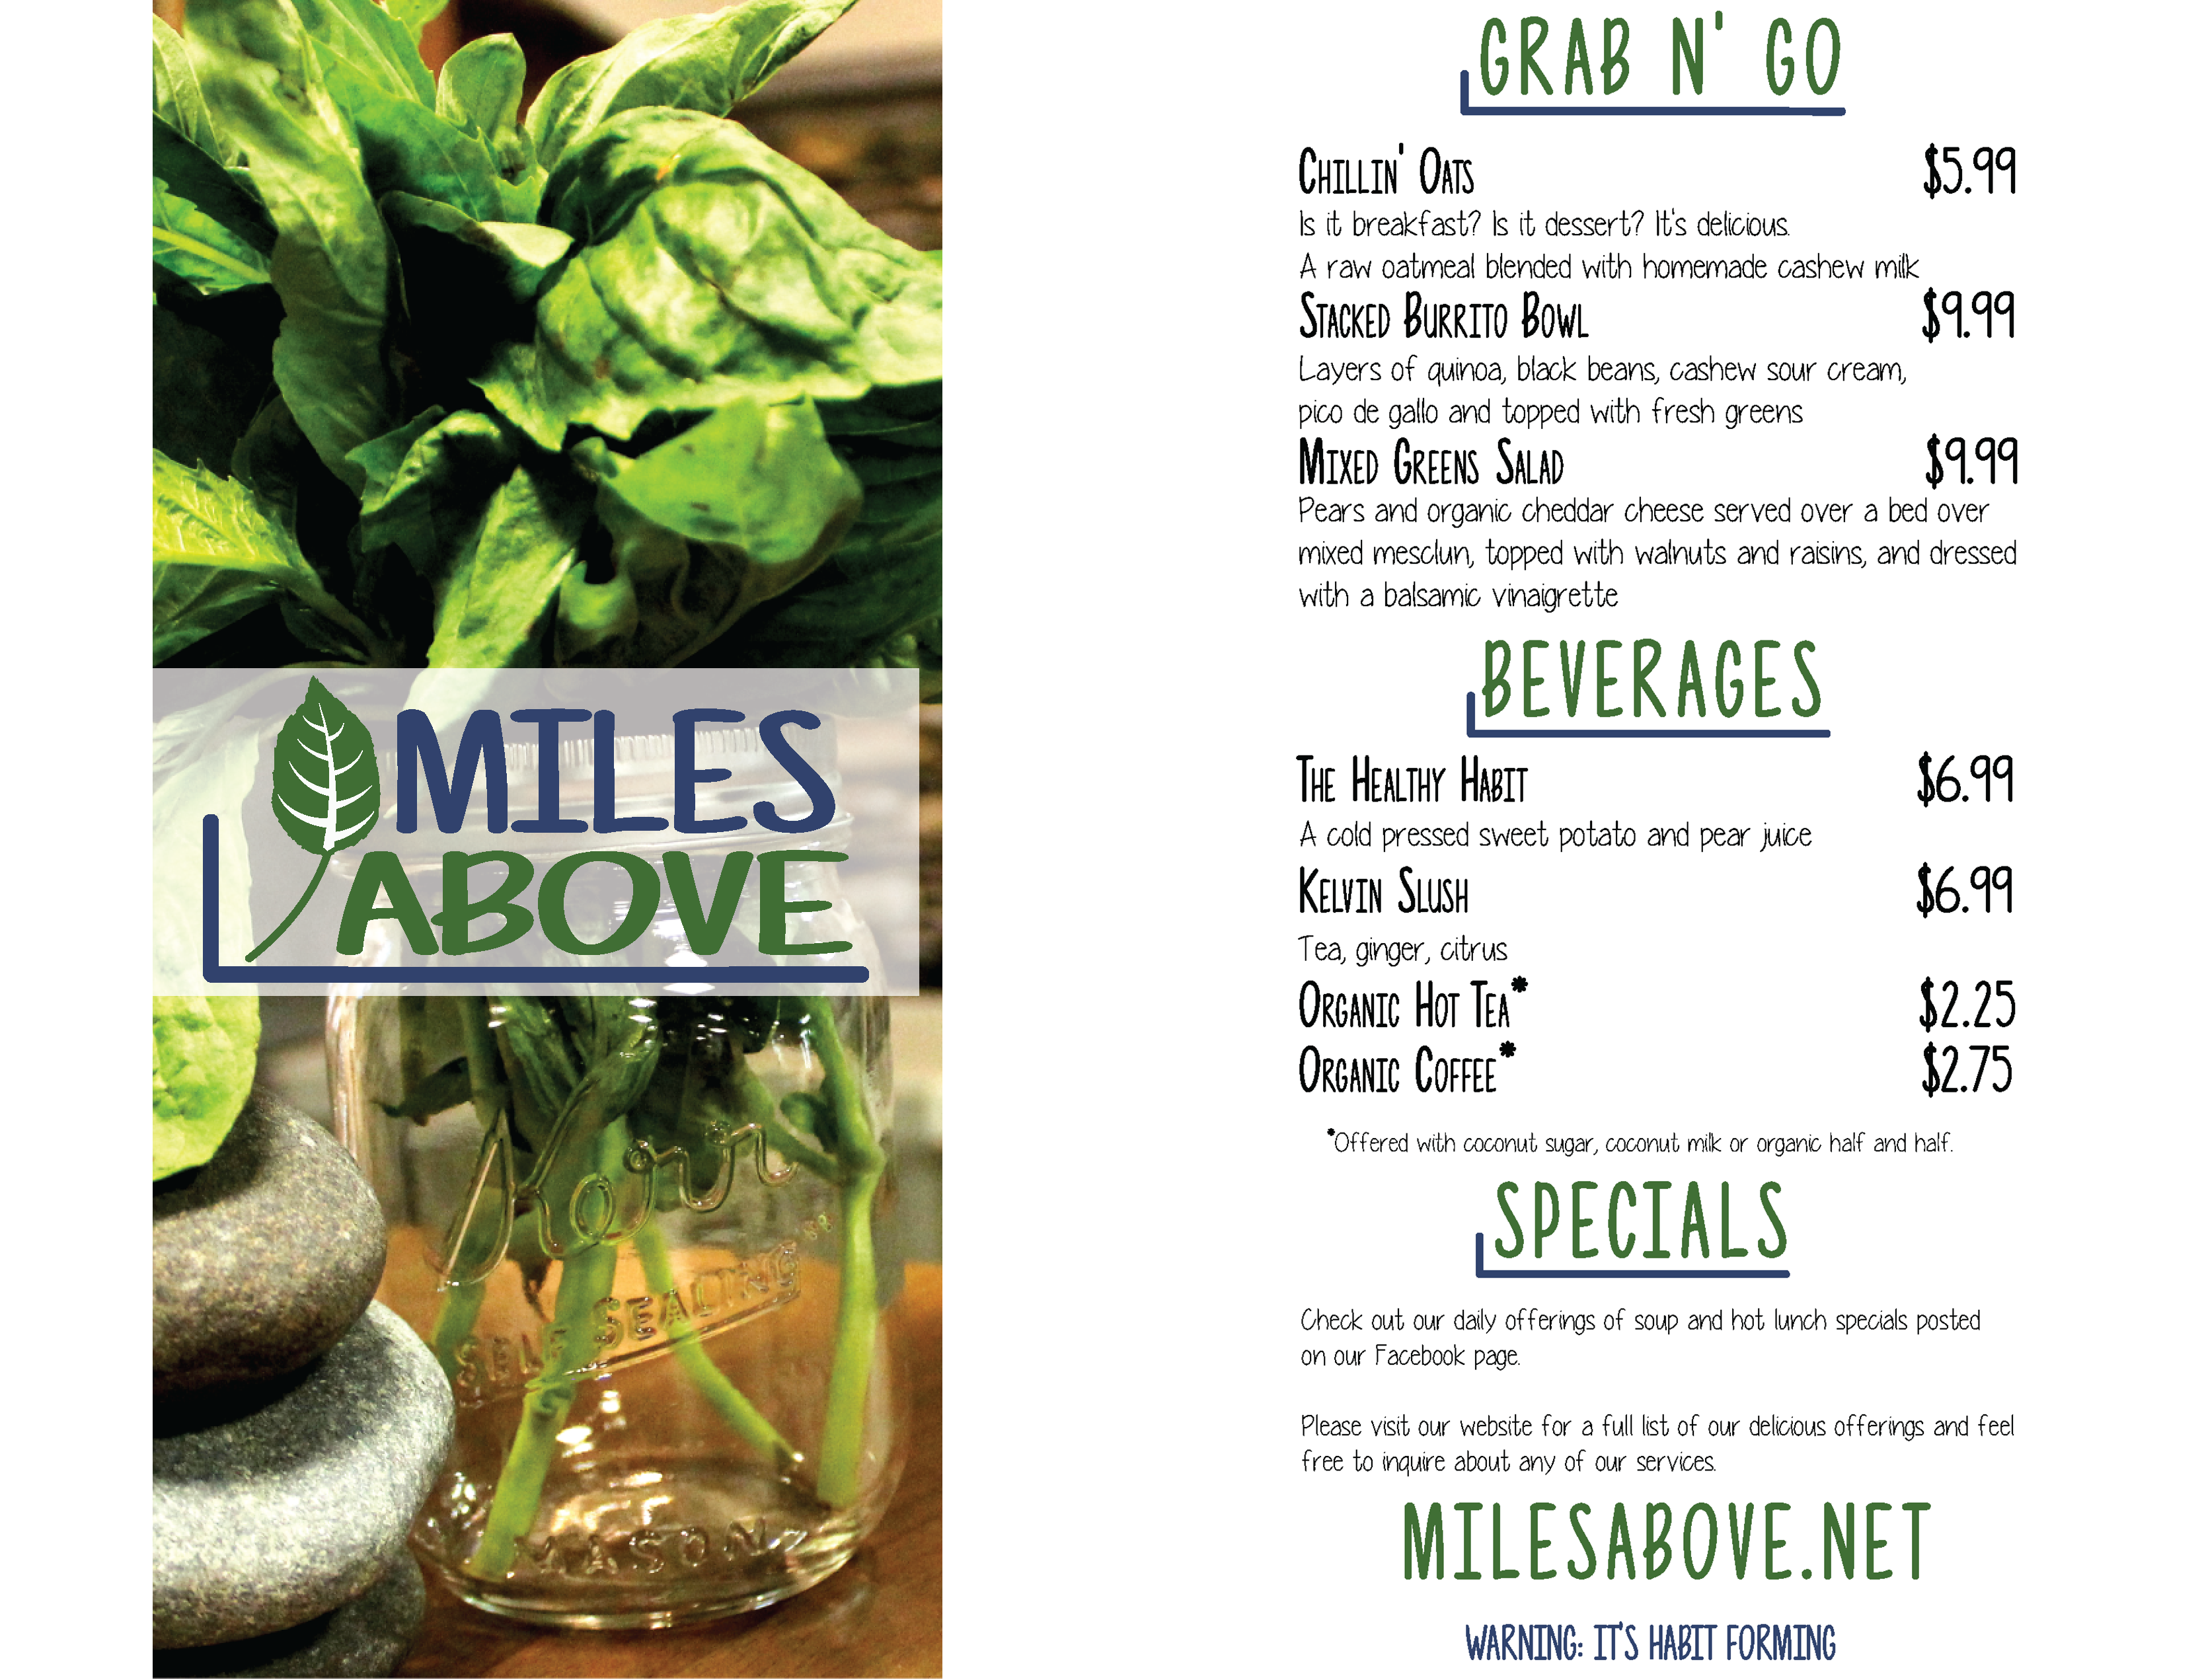 MILES
ABOVE
Kerr
SELF SEALING
MASON
GRAB N' GO
CHILLIN' OATS $5.99
Is it breakfast? Is it dessert? It's delicious.
A raw oatmeal blended with homemade cashew milk
STACKED BURRITO BOWL $9.99
Layers of quinoa, black beans, cashew sour cream,
pico de gallo and topped with fresh greens
MIXED GREENS SALAD $9.99
Pears and organic cheddar cheese served over a bed over
mixed mesclun, topped with walnuts and raisins, and dressed
with a balsamic vinaigrette
BEVERAGES
THE HEALTHY HABIT $6.99
A cold pressed sweet potato and pear juice
KELVIN SLUSH $6.99
Tea, ginger, citrus
ORGANIC HOT TEA* $2.25
ORGANIC COFFEE* $2.75
*Offered with coconut sugar, coconut milk or organic half and half.
SPECIALS
Check out our daily offerings of soup and hot lunch specials posted
on our Facebook page.
Please visit our website for a full list of our delicious offerings and feel
free to inquire about any of our services.
MILESABOVE.NET
WARNING: IT'S HABIT FORMING